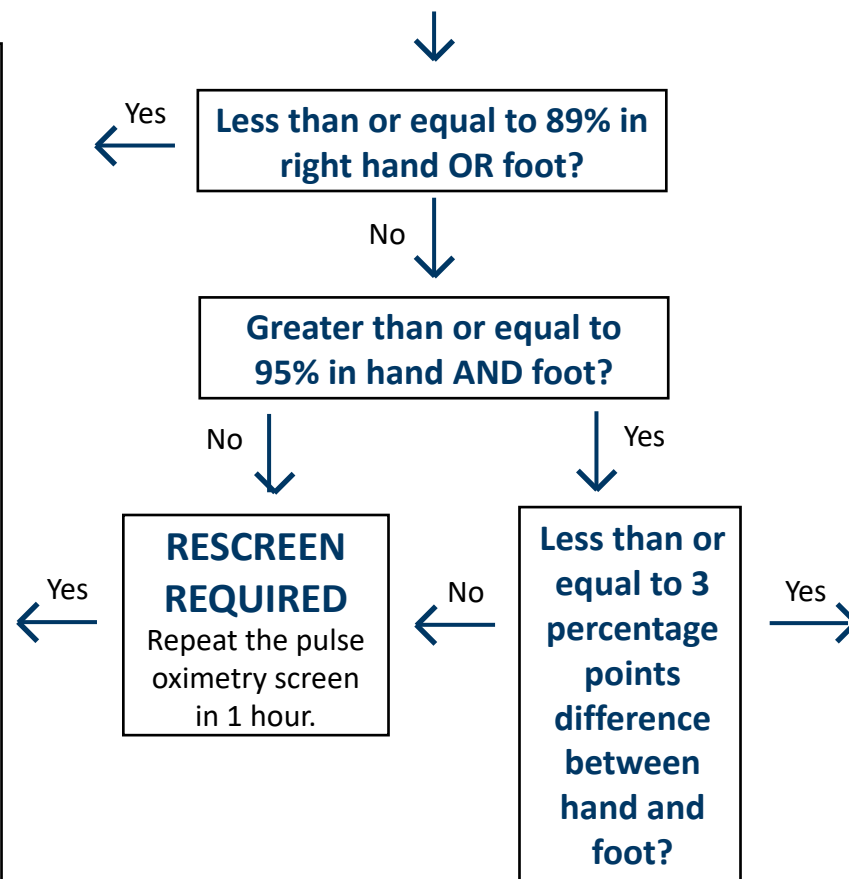 Yes
Less than or equal to 89% in
right hand OR foot?
No
Greater than or equal to
95% in hand AND foot?
No
Yes
RESCREEN
REQUIRED
Repeat the pulse
oximetry screen
in 1 hour.
Yes
No
Less than or
equal to 3
percentage
points
difference
between
hand and
foot?
Yes